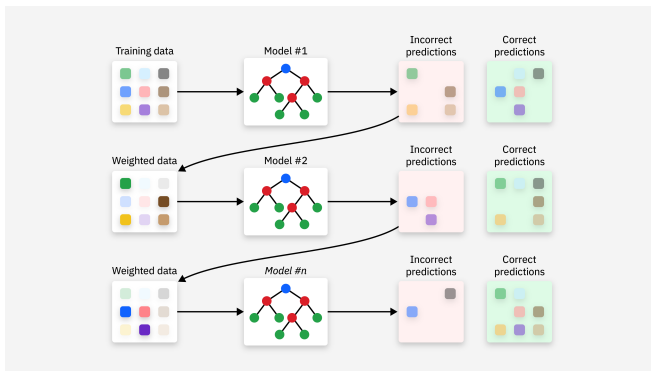 Training data
Model #1
Incorrect
predictions
Correct
predictions
Weighted data
Model #2
Incorrect
predictions
Correct
predictions
Weighted data
Model #n
Incorrect
predictions
Correct
predictions